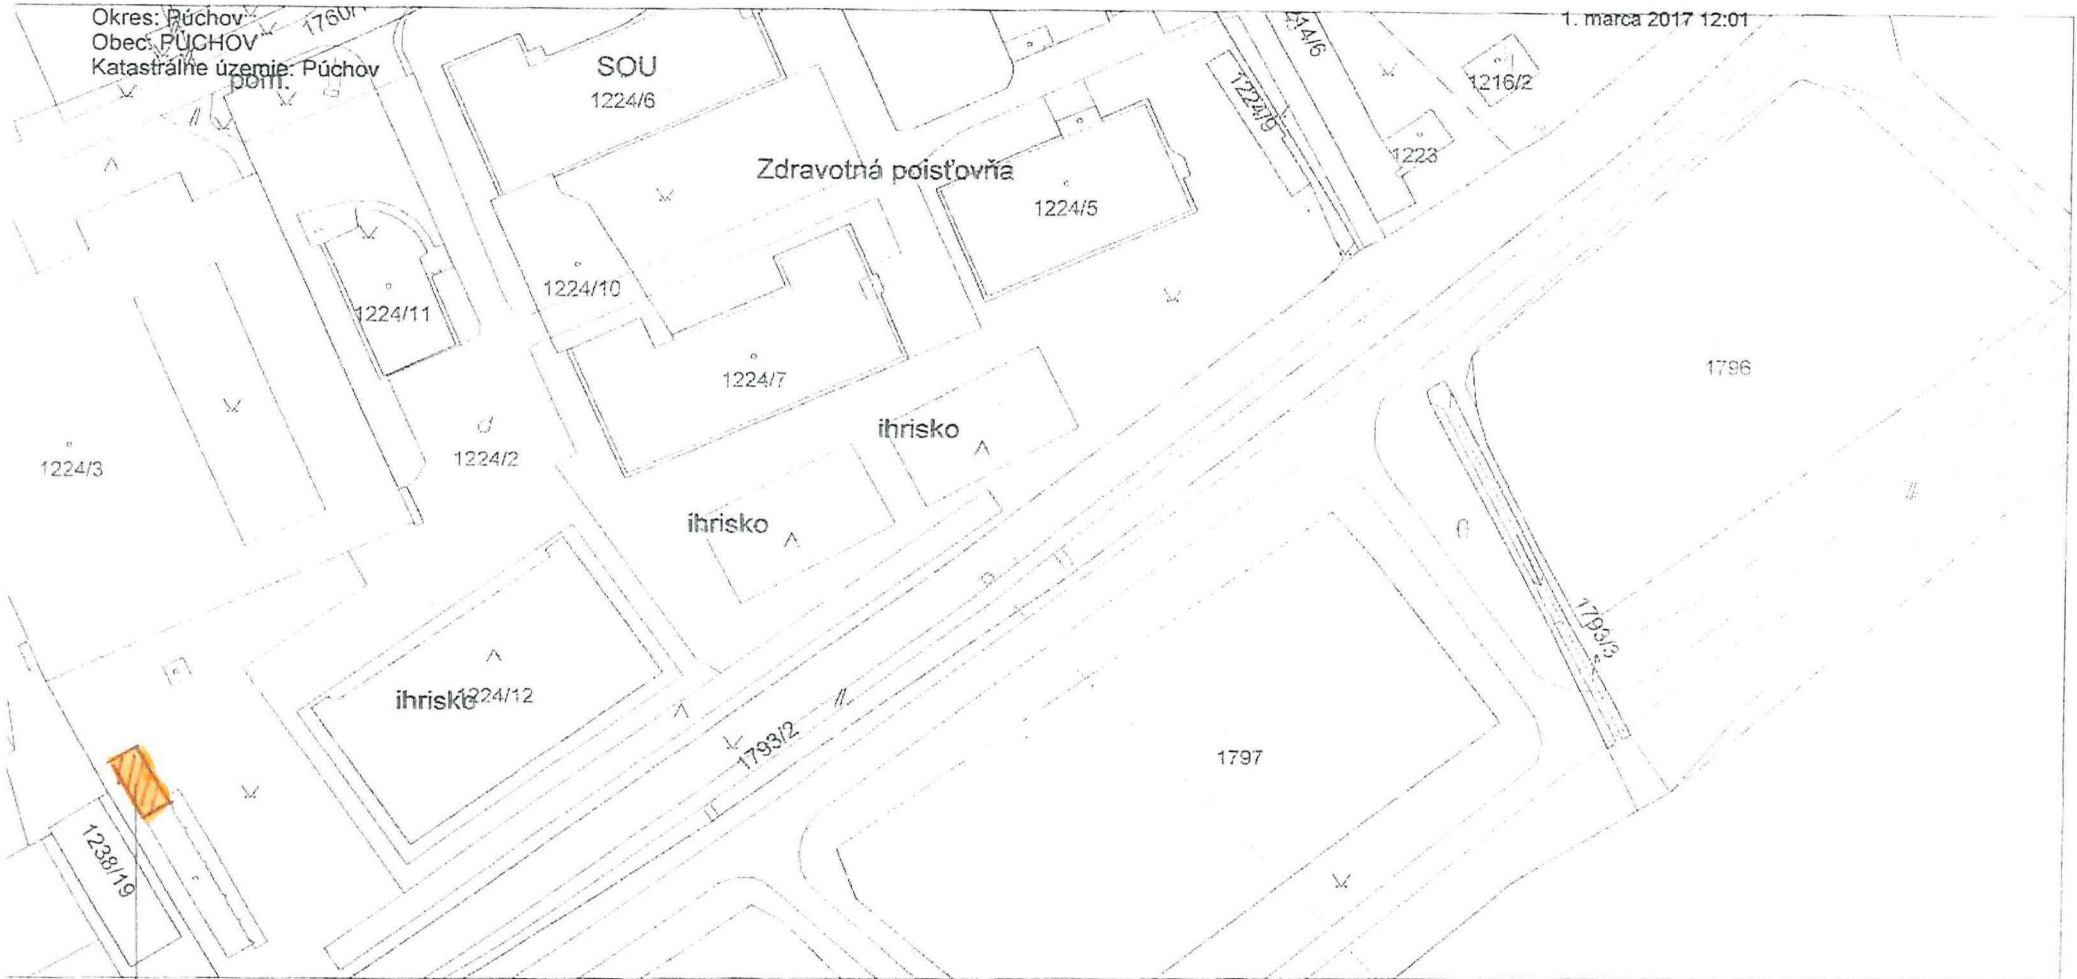 Okres: Púchov
Obec: PÚCHOV
Katastrálne územie: Púchov
1. marca 2017 12:01
pom.
SOU
1224/6
1216/2
1224/9
1223
Zdravotná poisťovňa
1224/5
1224/10
1224/11
1224/7
1796
ihrisko
1224/2
1224/3
ihrisko
1793/3
ihrisko
1224/12
1793/2
1797
1238/19